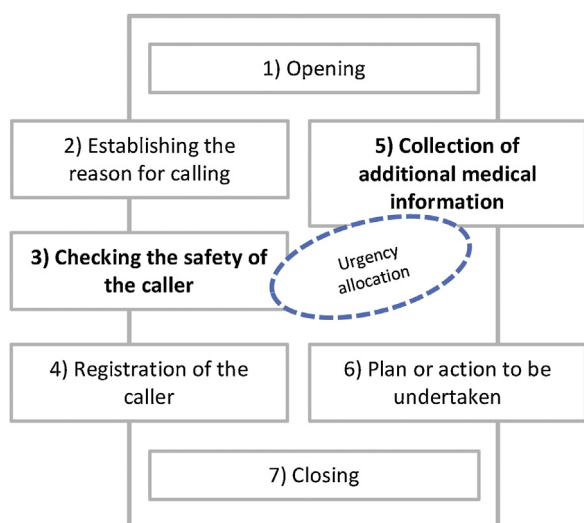 1) Opening
2) Establishing the
reason for calling
3) Checking the safety of
the caller
4) Registration of the
caller
5) Collection of
additional medical
information
Urgency
allocation
6) Plan or action to be
undertaken
7) Closing